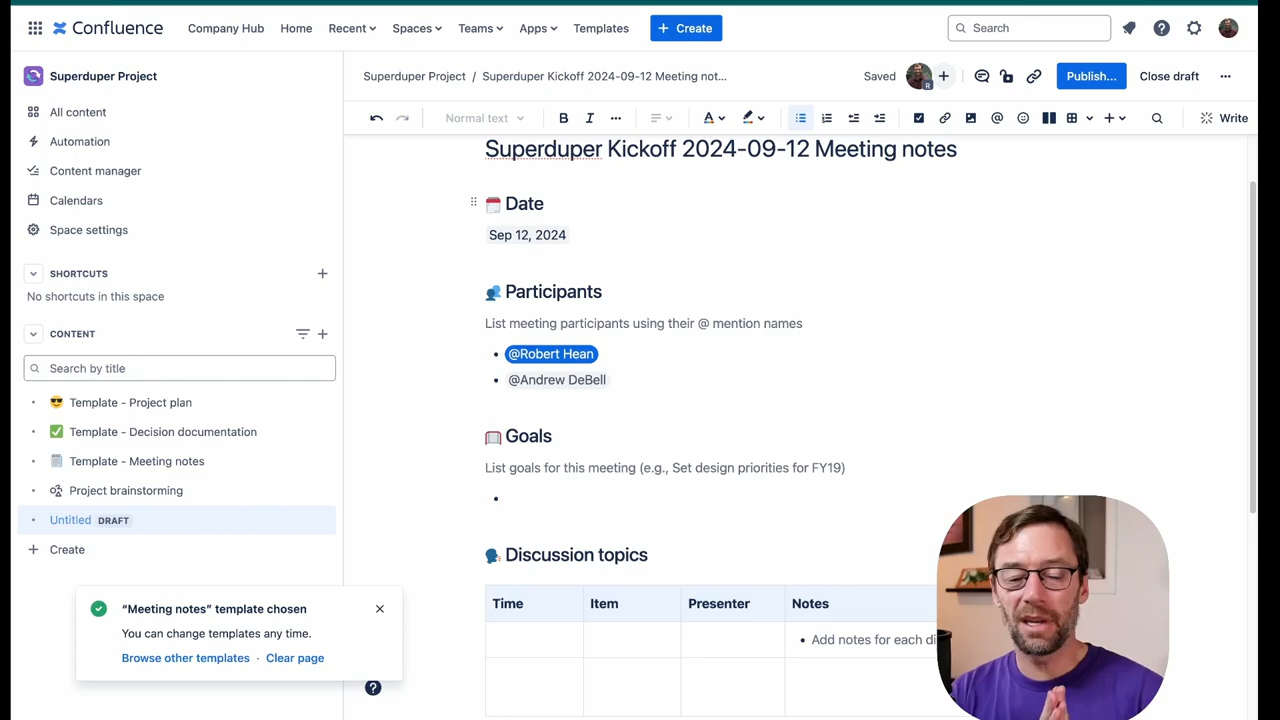 Confluence
Company Hub
Home
Recent
Spaces
Teams
Apps
Templates
+ Create
Search
Superduper Project
All content
Automation
Content manager
Calendars
Space settings
SHORTCUTS
No shortcuts in this space
CONTENT
Search by title
Template - Project plan
Template - Decision documentation
Template - Meeting notes
Project brainstorming
Untitled DRAFT
Create
"Meeting notes" template chosen
You can change templates any time.
Browse other templates · Clear page
Superduper Project / Superduper Kickoff 2024-09-12 Meeting not...
Saved
R
Publish...
Close draft
Normal text
B
I
A
Write
Superduper Kickoff 2024-09-12 Meeting notes
Date
Sep 12, 2024
Participants
List meeting participants using their @ mention names
• @Robert Hean
• @Andrew DeBell
Goals
List goals for this meeting (e.g., Set design priorities for FY19)
Discussion topics
Time Item Presenter Notes
• Add notes for each di